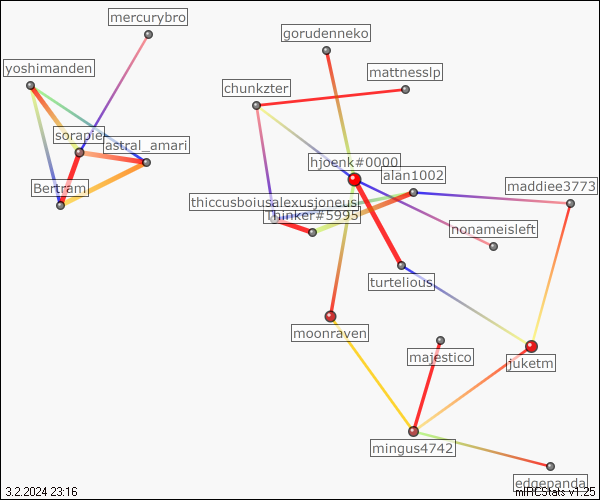 mercurybro
gorudenneko
yoshimanden
mattnesslp
chunkzter
sorapie
astral_amari
hjoenk#0000
alan1002
Bertram
maddiee3773
thiccusboiusalexusjoneus
Thinker#5995
nonameisleft
turtelious
moonraven
majestico
juketm
mingus4742
edgepanda
3.2.2024 23:16
mIRCStats v1.25